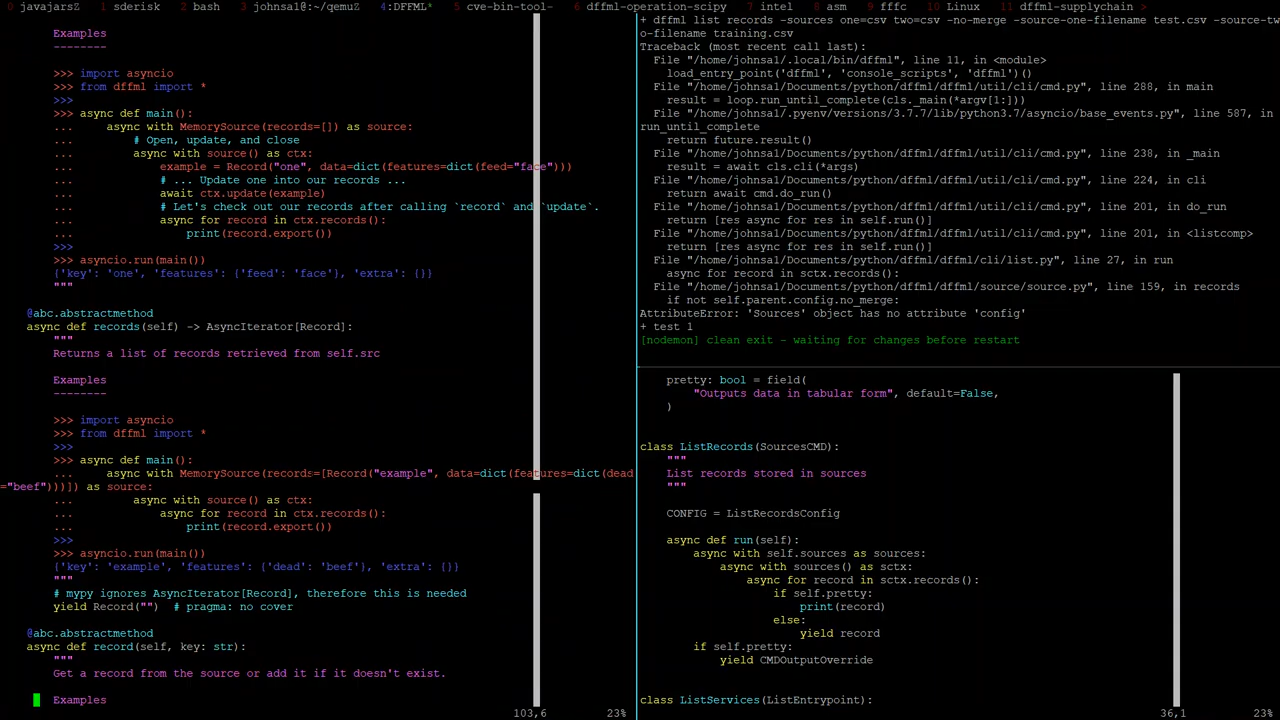 0 javajarsZ  1 sderisk  2 bash  3 johnsal@:~/qemuZ  4:DFFML*  5 cve-bin-tool-  6 dffml-operation-scipy  7 intel  8 asm  9 fffc  10 Linux  11 dffml-supplychain >
Examples
--------
>>> import asyncio
>>> from dffml import *
>>>
>>> async def main():
...     async with MemorySource(records=[]) as source:
...         # Open, update, and close
...         async with source() as ctx:
...             example = Record("one", data=dict(features=dict(feed="face")))
...             # ... Update one into our records ...
...             await ctx.update(example)
...             # Let's check out our records after calling `record` and `update`.
...             async for record in ctx.records():
...                 print(record.export())
>>>
>>> asyncio.run(main())
{'key': 'one', 'features': {'feed': 'face'}, 'extra': {}}
"""
@abc.abstractmethod
async def records(self) -> AsyncIterator[Record]:
"""
Returns a list of records retrieved from self.src
Examples
--------
>>> import asyncio
>>> from dffml import *
>>>
>>> async def main():
...     async with MemorySource(records=[Record("example", data=dict(features=dict(dead
="beef")))]) as source:
...         async with source() as ctx:
...             async for record in ctx.records():
...                 print(record.export())
>>>
>>> asyncio.run(main())
{'key': 'example', 'features': {'dead': 'beef'}, 'extra': {}}
"""
# mypy ignores AsyncIterator[Record], therefore this is needed
yield Record("")  # pragma: no cover
@abc.abstractmethod
async def record(self, key: str):
"""
Get a record from the source or add it if it doesn't exist.
Examples
103,6 23%
+ dffml list records -sources one=csv two=csv -no-merge -source-one-filename test.csv -source-tw
o-filename training.csv
Traceback (most recent call last):
File "/home/johnsa1/.local/bin/dffml", line 11, in <module>
load_entry_point('dffml', 'console_scripts', 'dffml')()
File "/home/johnsa1/Documents/python/dffml/dffml/util/cli/cmd.py", line 288, in main
result = loop.run_until_complete(cls._main(*argv[1:]))
File "/home/johnsa1/.pyenv/versions/3.7.7/lib/python3.7/asyncio/base_events.py", line 587, in
run_until_complete
return future.result()
File "/home/johnsa1/Documents/python/dffml/dffml/util/cli/cmd.py", line 238, in _main
result = await cls.cli(*args)
File "/home/johnsa1/Documents/python/dffml/dffml/util/cli/cmd.py", line 224, in cli
return await cmd.do_run()
File "/home/johnsa1/Documents/python/dffml/dffml/util/cli/cmd.py", line 201, in do_run
return [res async for res in self.run()]
File "/home/johnsa1/Documents/python/dffml/dffml/util/cli/cmd.py", line 201, in <listcomp>
return [res async for res in self.run()]
File "/home/johnsa1/Documents/python/dffml/dffml/cli/list.py", line 27, in run
async for record in sctx.records():
File "/home/johnsa1/Documents/python/dffml/dffml/source/source.py", line 159, in records
if not self.parent.config.no_merge:
AttributeError: 'Sources' object has no attribute 'config'
+ test 1
[nodemon] clean exit - waiting for changes before restart
pretty: bool = field(
"Outputs data in tabular form", default=False,
)
class ListRecords(SourcesCMD):
"""
List records stored in sources
"""
CONFIG = ListRecordsConfig
async def run(self):
async with self.sources as sources:
async with sources() as sctx:
async for record in sctx.records():
if self.pretty:
print(record)
else:
yield record
if self.pretty:
yield CMDOutputOverride
class ListServices(ListEntrypoint):
36,1 23%